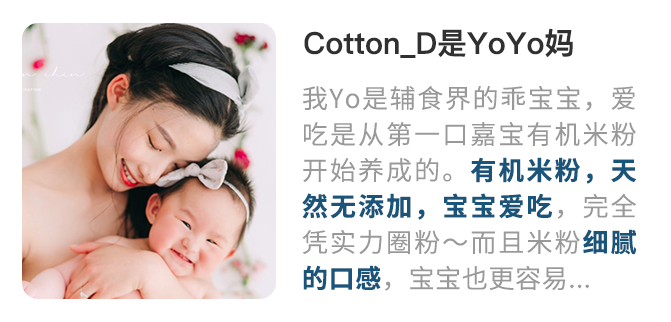 Cotton_D是YoYo妈
我Yo是辅食界的乖宝宝，爱
吃是从第一口嘉宝有机米粉
开始养成的。有机米粉，天
然无添加，宝宝爱吃，完全
凭实力圈粉～而且米粉细腻
的口感，宝宝也更容易...